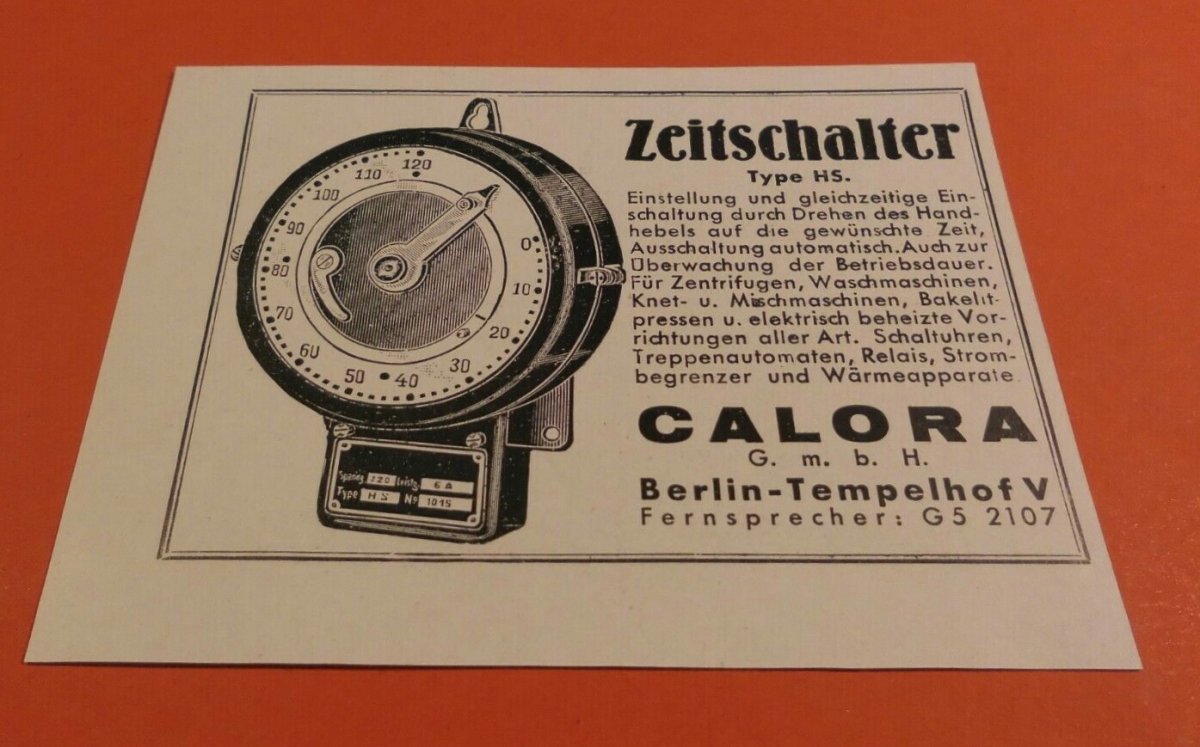 Zeitschalter
Type HS.
Einstellung und gleichzeitige Ein-
schaltung durch Drehen des Hand-
hebels auf die gewünschte Zeit,
Ausschaltung automatisch. Auch zur
Überwachung der Betriebsdauer.
Für Zentrifugen, Waschmaschinen,
Knet- u. Mischmaschinen, Bakelit-
pressen u. elektrisch beheizte Vor-
richtungen aller Art. Schaltuhren,
Treppenautomaten, Relais, Strom-
begrenzer und Wärmeapparate
CALORA
G. m. b. H.
Berlin-Tempelhof V
Fernsprecher: G5 2107
0
10
20
30
40
50
60
70
80
90
100
110
120
220 Leistg. 6 A
Type HS No 1015